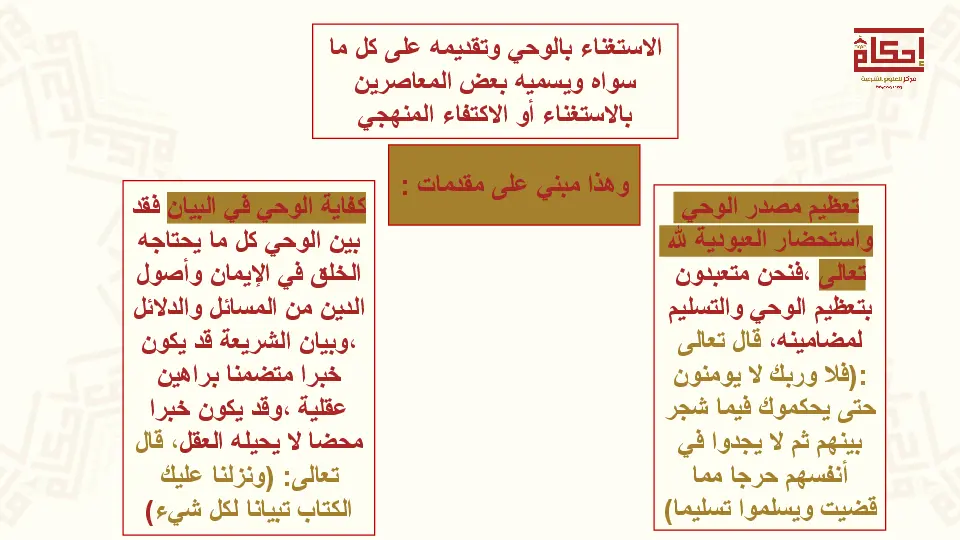 إحكام
مركز للعلوم الشرعية
الاستغناء بالوحي وتقديمه على كل ما
سواه ويسميه بعض المعاصرين
بالاستغناء أو الاكتفاء المنهجي
وهذا مبني على مقدمات :
تعظيم مصدر الوحي
واستحضار العبودية لله
تعالى ،فنحن متعبدون
بتعظيم الوحي والتسليم
لمضامينه، قال تعالى
:(فلا وربك لا يومنون
حتى يحكموك فيما شجر
بينهم ثم لا يجدوا في
أنفسهم حرجا مما
قضيت ويسلموا تسليما)
كفاية الوحي في البيان فقد
بين الوحي كل ما يحتاجه
الخلق في الإيمان وأصول
الدين من المسائل والدلائل
،وبيان الشريعة قد يكون
خبرا متضمنا براهين
عقلية ،وقد يكون خبرا
محضا لا يحيله العقل، قال
تعالى: (ونزلنا عليك
الكتاب تبيانا لكل شيء)